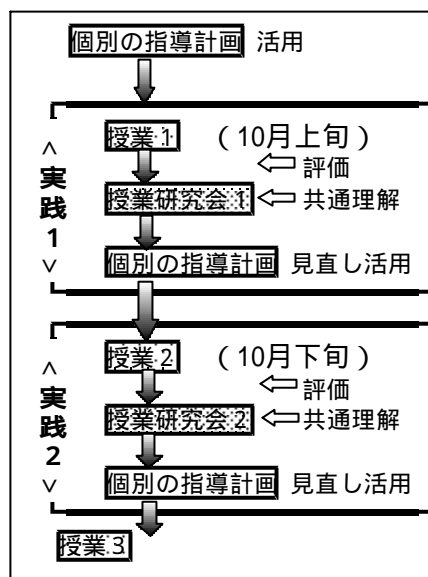 個別の指導計画 活用
授業1 (10月上旬)
⇦ 評価
授業研究会1 ⇦ 共通理解
個別の指導計画 見直し活用
<実践1>
授業2 (10月下旬)
⇦ 評価
授業研究会2 ⇦ 共通理解
個別の指導計画 見直し活用
<実践2>
授業3